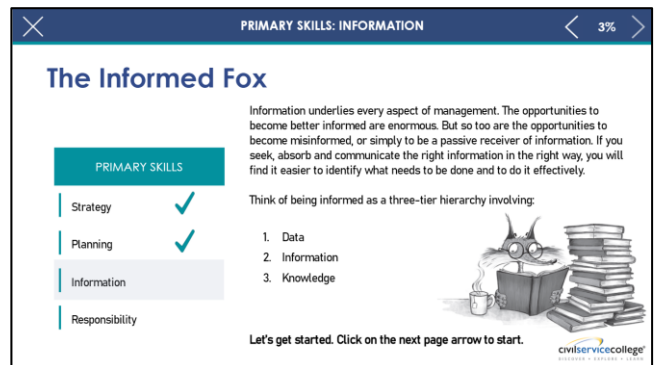 PRIMARY SKILLS: INFORMATION
3%
The Informed Fox
Information underlies every aspect of management. The opportunities to
become better informed are enormous. But so too are the opportunities to
become misinformed, or simply to be a passive receiver of information. If you
seek, absorb and communicate the right information in the right way, you will
find it easier to identify what needs to be done and to do it effectively.
PRIMARY SKILLS
Strategy
Planning
Information
Responsibility
Think of being informed as a three-tier hierarchy involving:
1. Data
2. Information
3. Knowledge
Let's get started. Click on the next page arrow to start.
civilservicecollege
DISCOVER • EXPLORE • LEARN